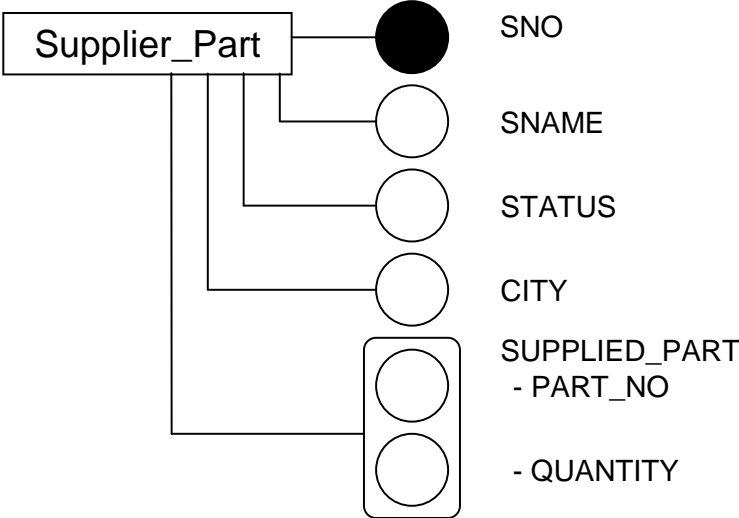 Supplier_Part
SNO
SNAME
STATUS
CITY
SUPPLIED_PART
- PART_NO
- QUANTITY